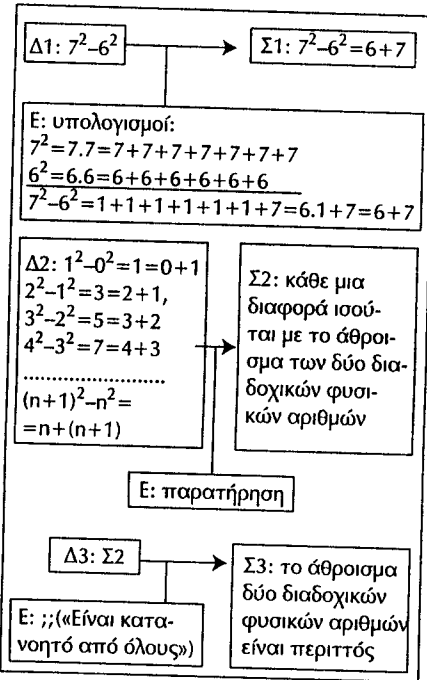 Δ1: 7²–6²
Σ1: 7²–6²=6+7
Ε: υπολογισμοί:
7²=7.7=7+7+7+7+7+7+7
6²=6.6=6+6+6+6+6+6
7²–6²=1+1+1+1+1+1+7=6.1+7=6+7
Δ2: 1²–0²=1=0+1
2²–1²=3=2+1,
3²–2²=5=3+2
4²–3²=7=4+3
........................
(n+1)²–n²=
=n+(n+1)
Σ2: κάθε μια
διαφορά ισού-
ται με το άθροι-
σμα των δύο δια-
δοχικών φυσι-
κών αριθμών
Ε: παρατήρηση
Δ3: Σ2
Σ3: το άθροισμα
δύο διαδοχικών
φυσικών αριθμών
είναι περιττός
Ε: ;;(«Είναι κατα-
νοητό από όλους»)